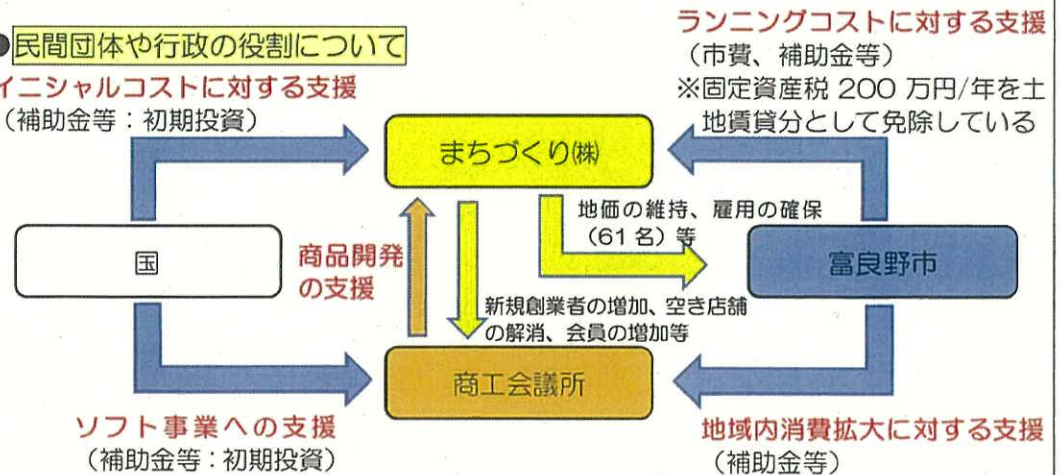 ●民間団体や行政の役割について
イニシャルコストに対する支援
(補助金等：初期投資)
ランニングコストに対する支援
(市費、補助金等)
※固定資産税 200 万円/年を土
地賃貸分として免除している
まちづくり㈱
地価の維持、雇用の確保
(61 名) 等
国
商品開発
の支援
富良野市
新規創業者の増加、空き店舗
の解消、会員の増加等
商工会議所
ソフト事業への支援
(補助金等：初期投資)
地域内消費拡大に対する支援
(補助金等)